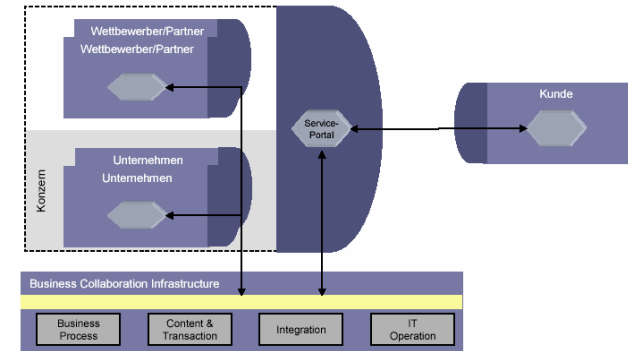 Wettbewerber/Partner
Wettbewerber/Partner
Kunde
Service-
Portal
Konzern
Unternehmen
Unternehmen
Business Collaboration Infrastructure
Business
Process
Content &
Transaction
Integration
IT
Operation